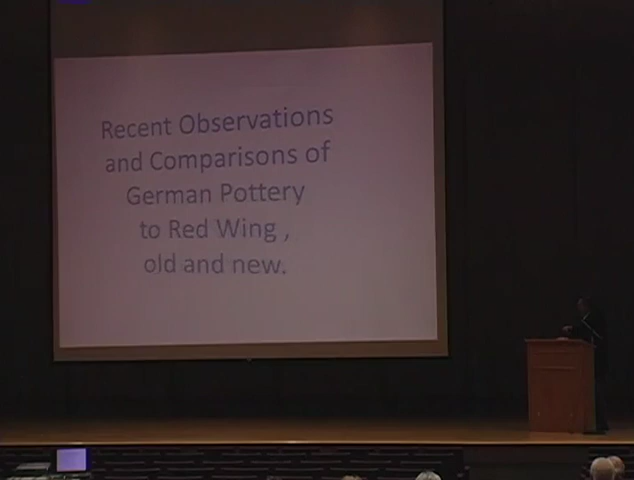 Recent Observations
and Comparisons of
German Pottery
to Red Wing ,
old and new.